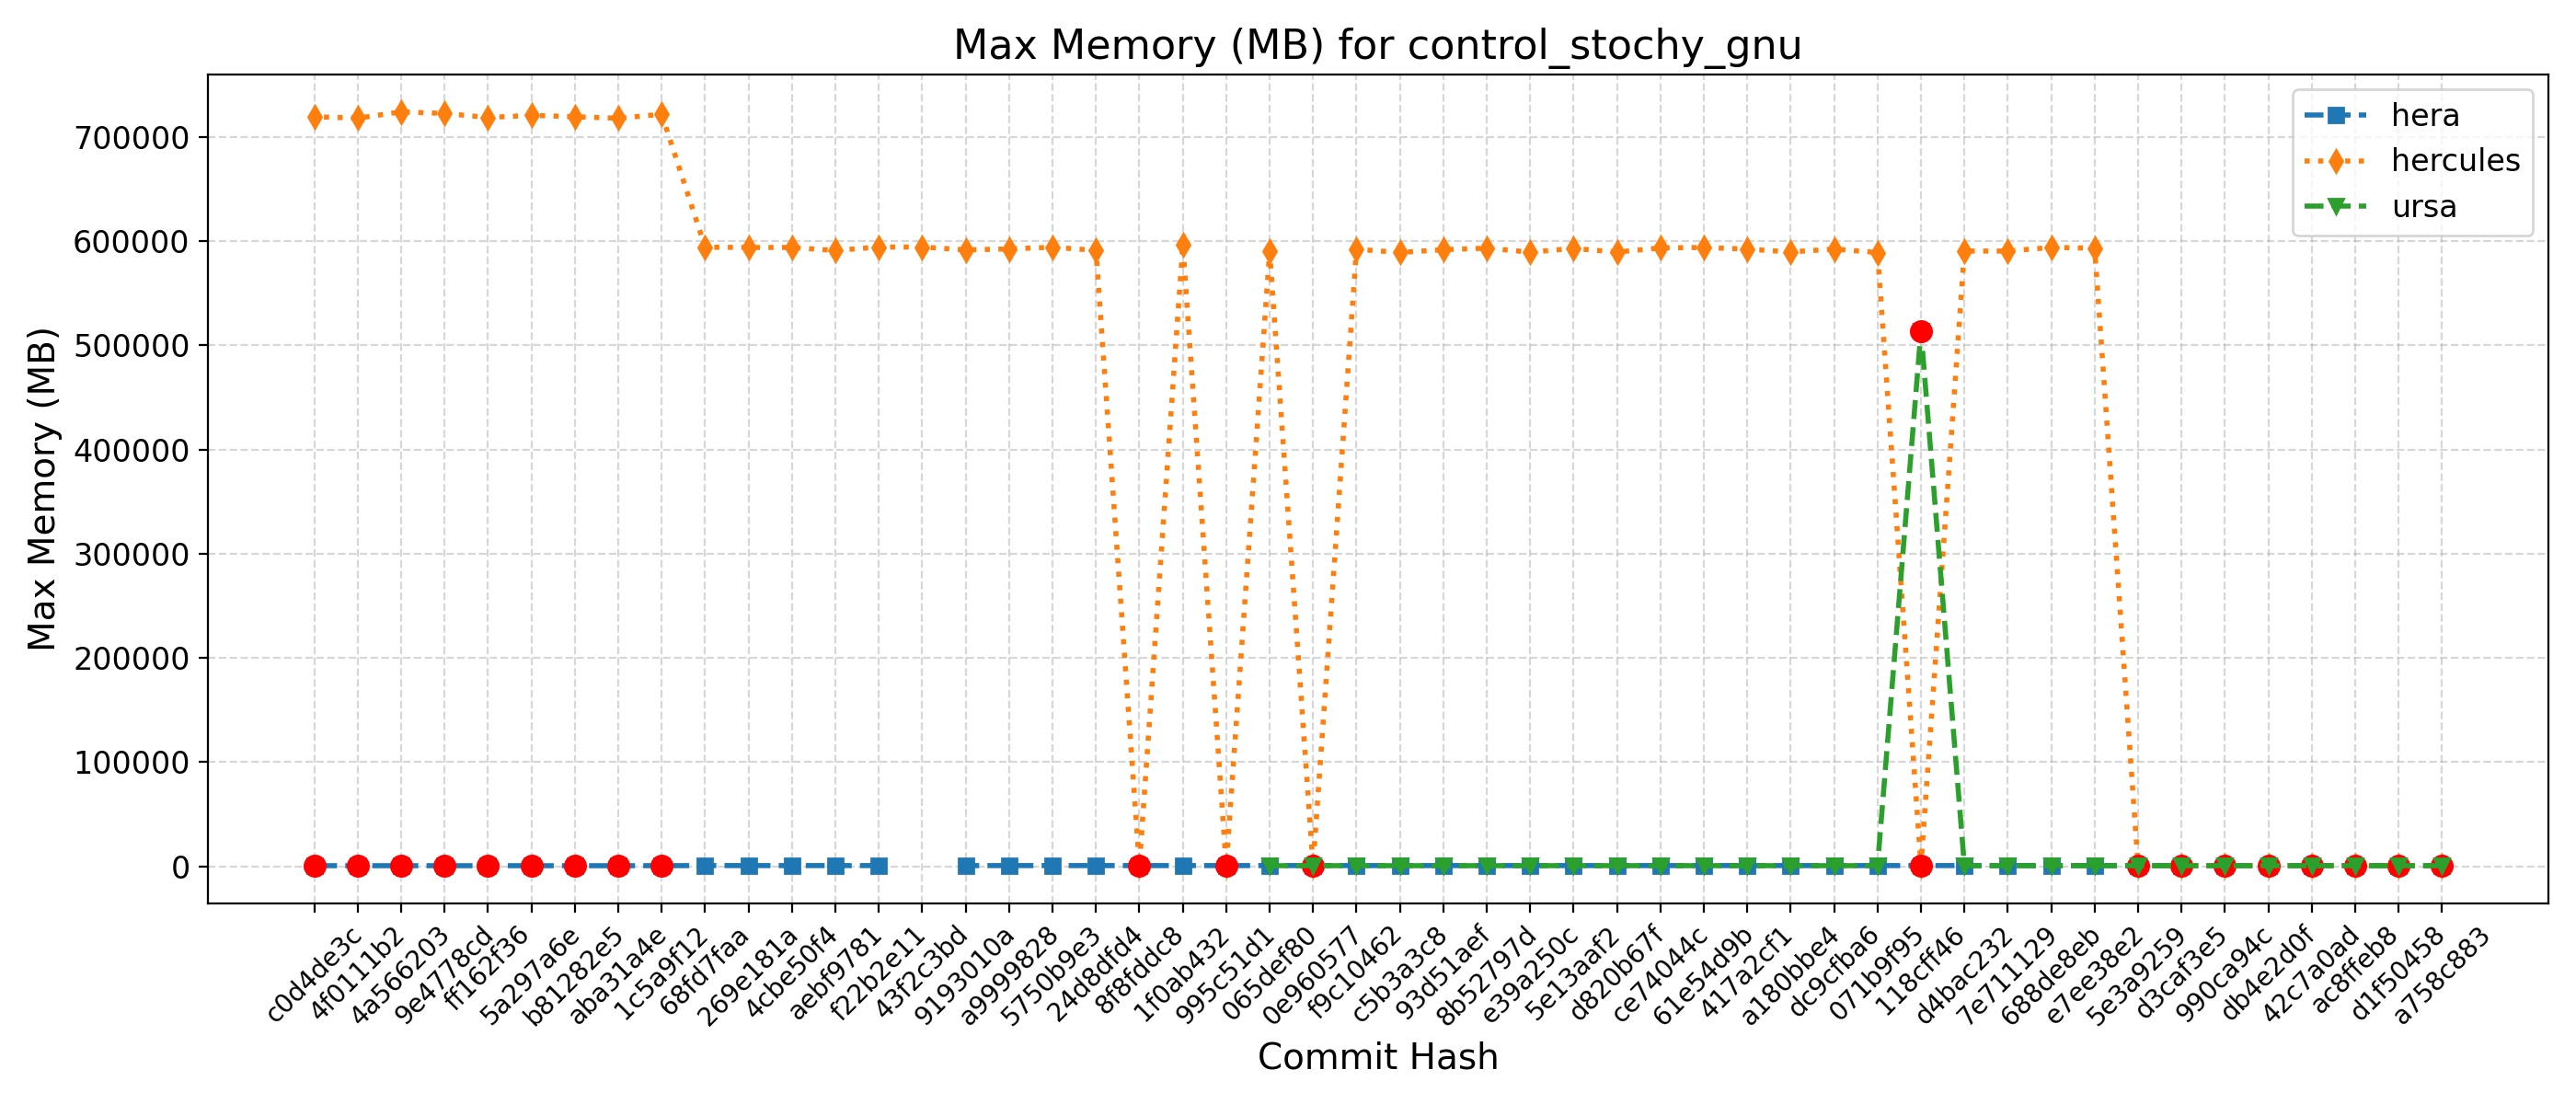 Max Memory (MB) for control_stochy_gnu
Max Memory (MB)
700000
600000
500000
400000
300000
200000
100000
0
hera
hercules
ursa
c0d4de3c
4f0111b2
4a566203
9e4778cd
ff162f36
5a297a6e
b81282e5
aba31a4e
1c5a9f12
68fd7faa
269e181a
4cbe50f4
aebf9781
f22b2e11
43f2c3bd
9193010a
a9999828
5750b9e3
24d8dfd4
8f8fddc8
1f0ab432
995c51d1
065def80
0e960577
f9c10462
c5b3a3c8
93d51aef
8b52797d
e39a250c
5e13aaf2
d820b67f
ce74044c
61e54d9b
417a2cf1
a180bbe4
dc9cfba6
071b9f95
118cff46
d4bac232
7e711129
688de8eb
e7ee38e2
5e3a9259
d3caf3e5
990ca94c
db4e2d0f
42c7a0ad
ac8ffeb8
d1f50458
a758c883
Commit Hash